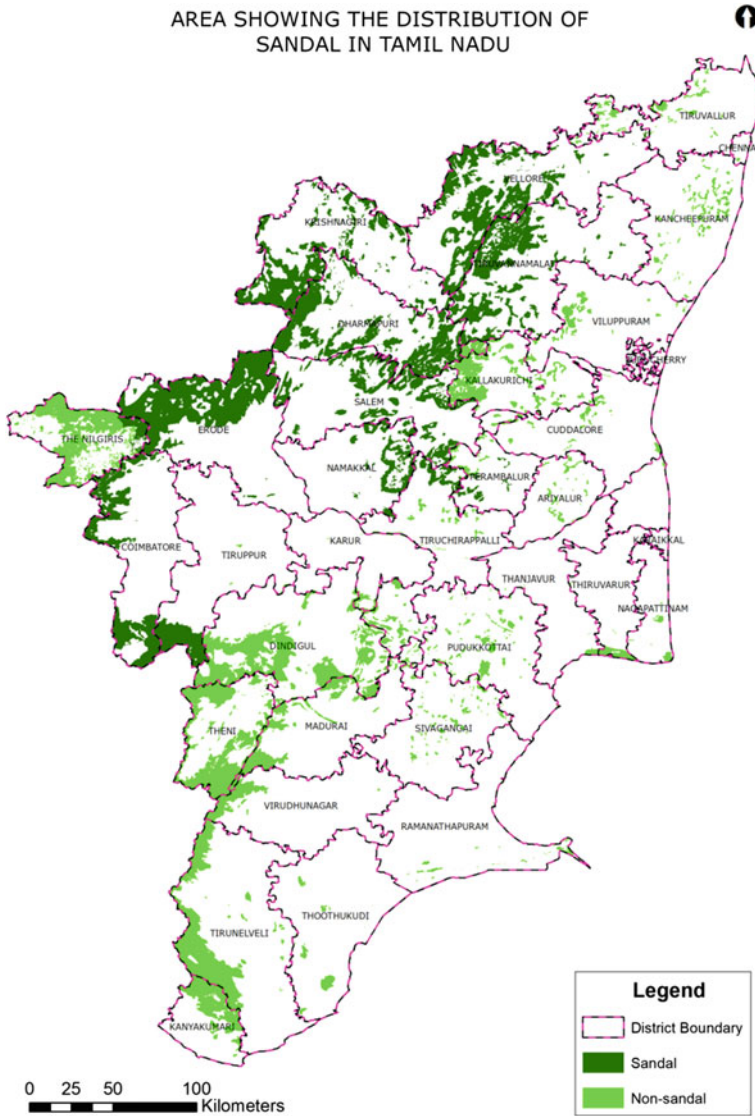 AREA SHOWING THE DISTRIBUTION OF
SANDAL IN TAMIL NADU
TIRUVALLUR
CHENNA
VELLORE
KANCHEEPURAM
KRISHNAGIRI
TIRUVANNAMALAI
DHARMAPURI
VILUPPURAM
KALLAKURICHI
SALEM
THE NILGIRIS
ERODE
CUDDALORE
NAMAKKAL
PERAMBALUR
ARIYALUR
COIMBATORE
TIRUPPUR
KARUR
TIRUCHIRAPPALLI
KARAIKKAL
THANJAVUR
THIRUVARUR
NAGAPATTINAM
DINDIGUL
PUDUKKOTTAI
THENI
MADURAI
SIVAGANGAI
VIRUDHUNAGAR
RAMANATHAPURAM
TIRUNELVELI
THOOTHUKUDI
KANYAKUMARI
Legend
District Boundary
Sandal
Non-sandal
0 25 50 100
Kilometers